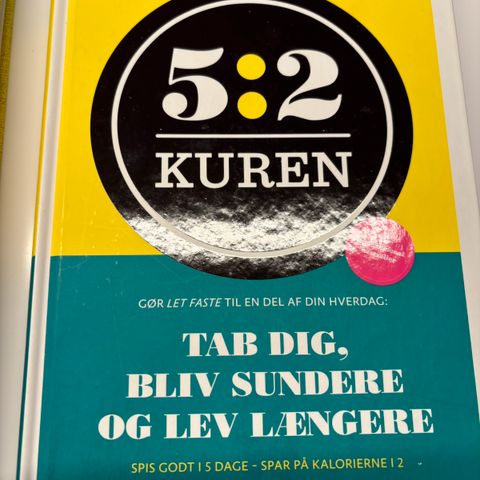 5:2
KUREN
GØR LET FASTE TIL EN DEL AF DIN HVERDAG:
TAB DIG,
BLIV SUNDERE
OG LEV LÆNGERE
SPIS GODT I 5 DAGE – SPAR PÅ KALORIERNE I 2